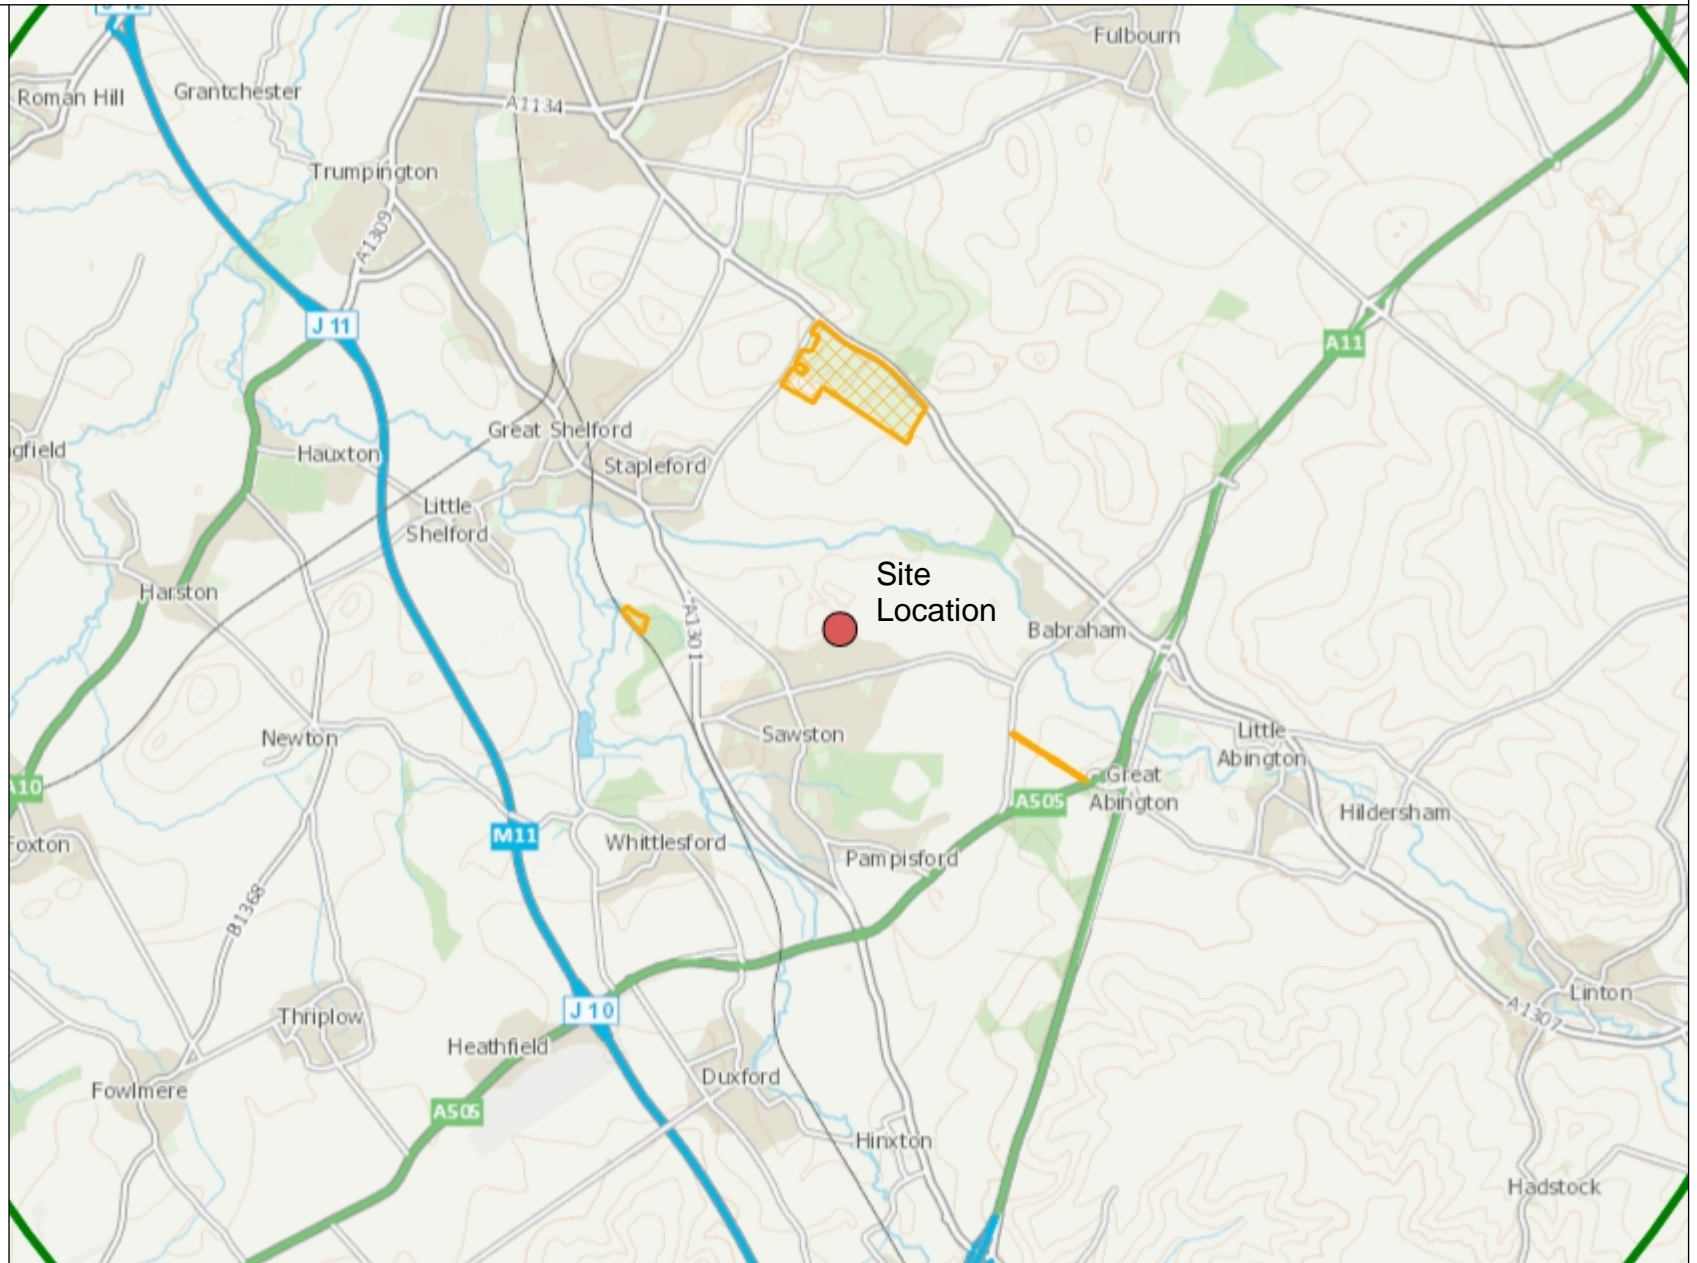 Fulbourn
Roman Hill
Grantchester
A1134
Trumpington
A1309
J 11
A11
Great Shelford
Hauxton
gfield
Stapleford
Little
Shelford
Site
Location
Harston
A1301
Babraham
Newton
Sawston
Little
Abington
Great
Abington
A10
A505
Hildersham
Foxton
M11
Whittlesford
Pampisford
B1368
Linton
A1307
Thriplow
J 10
Heathfield
Fowlmere
Duxford
A505
Hinxton
Hadstock